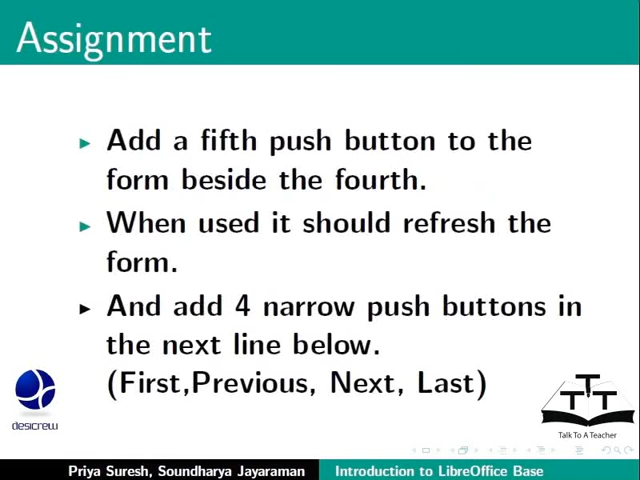 Assignment
Add a fifth push button to the
form beside the fourth.
When used it should refresh the
form.
And add 4 narrow push buttons in
the next line below.
(First,Previous, Next, Last)
desicrew
TTT
Talk To A Teacher
Priya Suresh, Soundharya Jayaraman
Introduction to LibreOffice Base